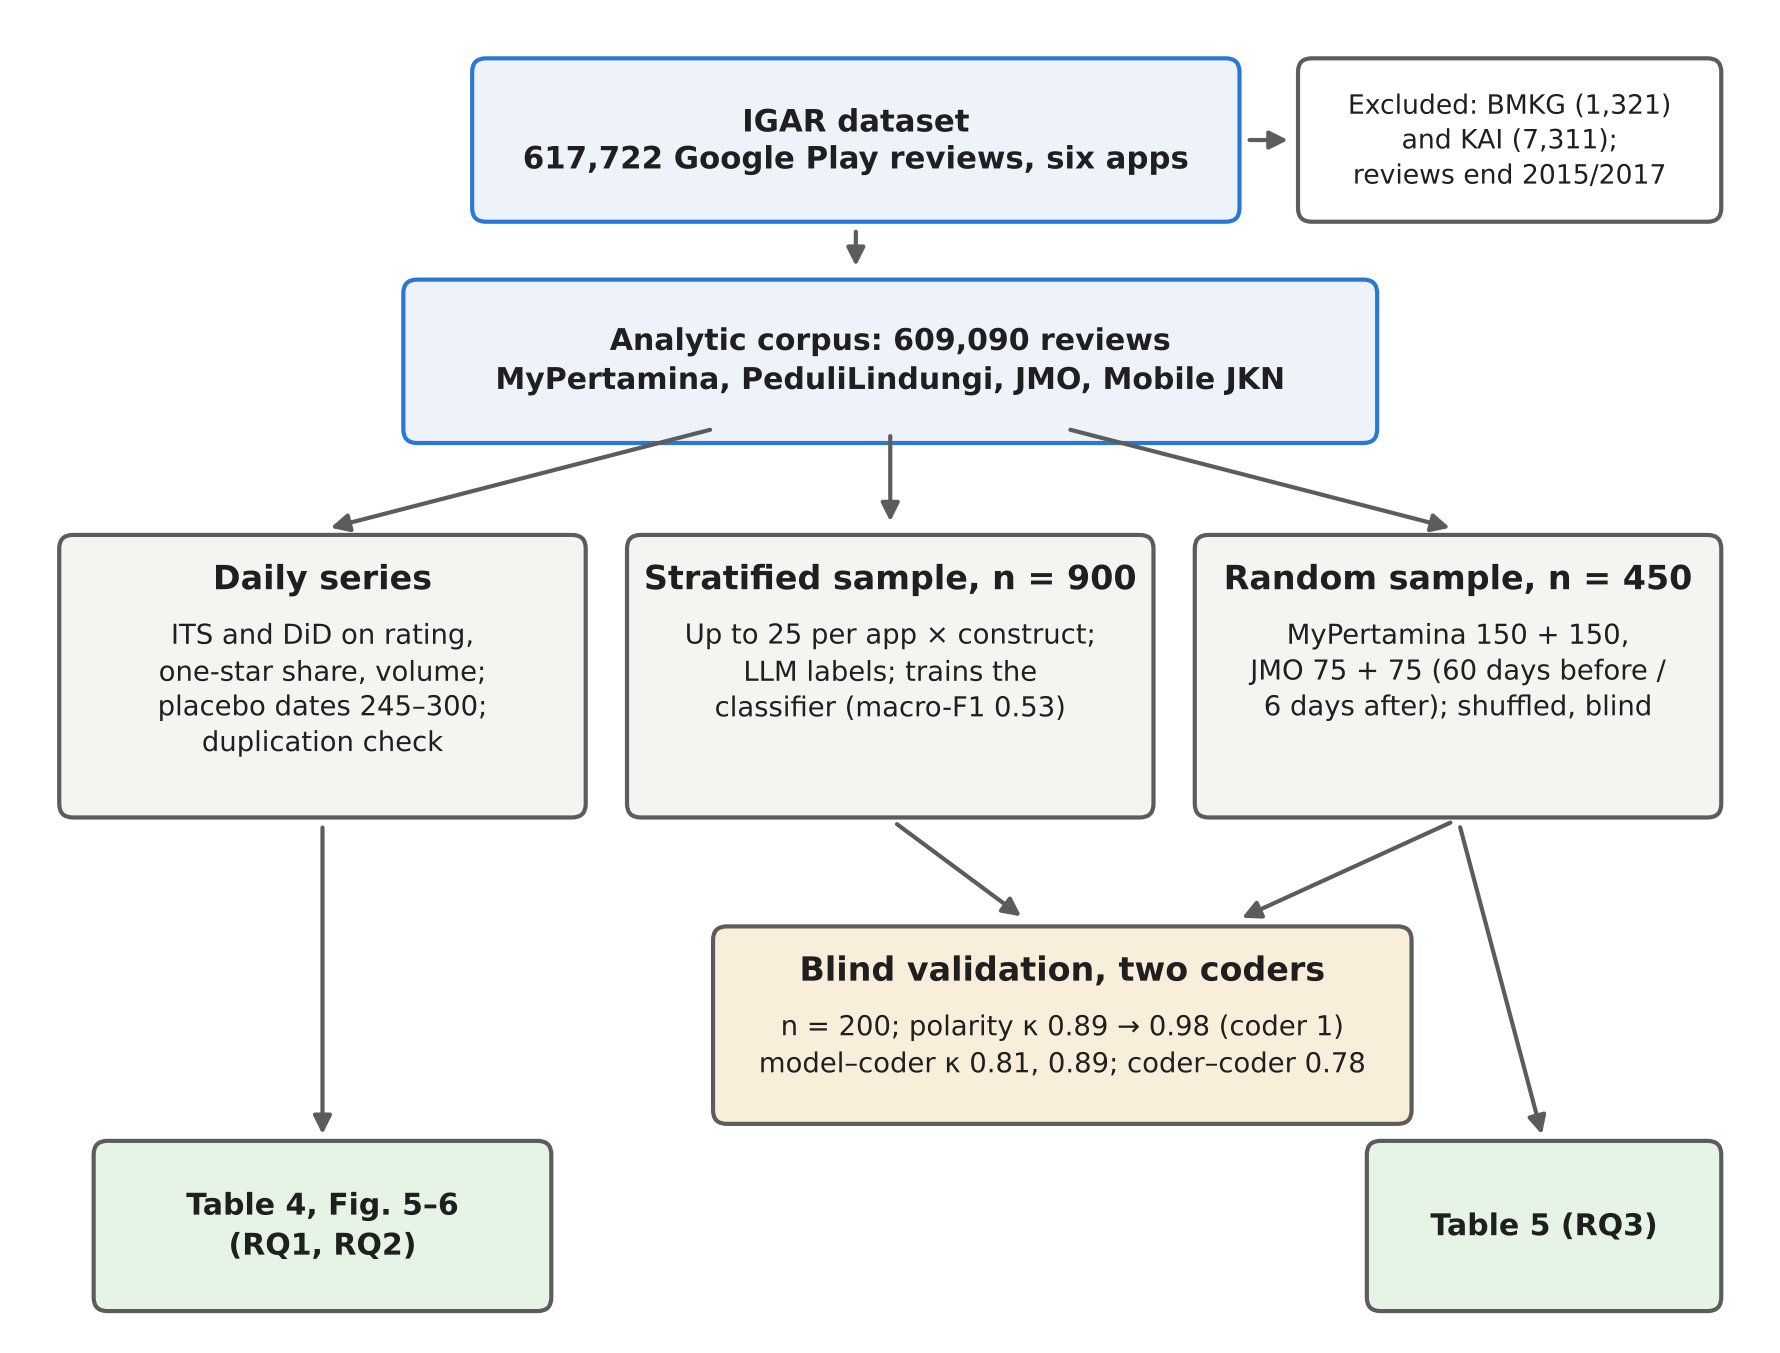 IGAR dataset
617,722 Google Play reviews, six apps
Excluded: BMKG (1,321)
and KAI (7,311);
reviews end 2015/2017
Analytic corpus: 609,090 reviews
MyPertamina, PeduliLindungi, JMO, Mobile JKN
Daily series
ITS and DiD on rating,
one-star share, volume;
placebo dates 245–300;
duplication check
Stratified sample, n = 900
Up to 25 per app × construct;
LLM labels; trains the
classifier (macro-F1 0.53)
Random sample, n = 450
MyPertamina 150 + 150,
JMO 75 + 75 (60 days before /
6 days after); shuffled, blind
Blind validation, two coders
n = 200; polarity κ 0.89 → 0.98 (coder 1)
model–coder κ 0.81, 0.89; coder–coder 0.78
Table 4, Fig. 5–6
(RQ1, RQ2)
Table 5 (RQ3)